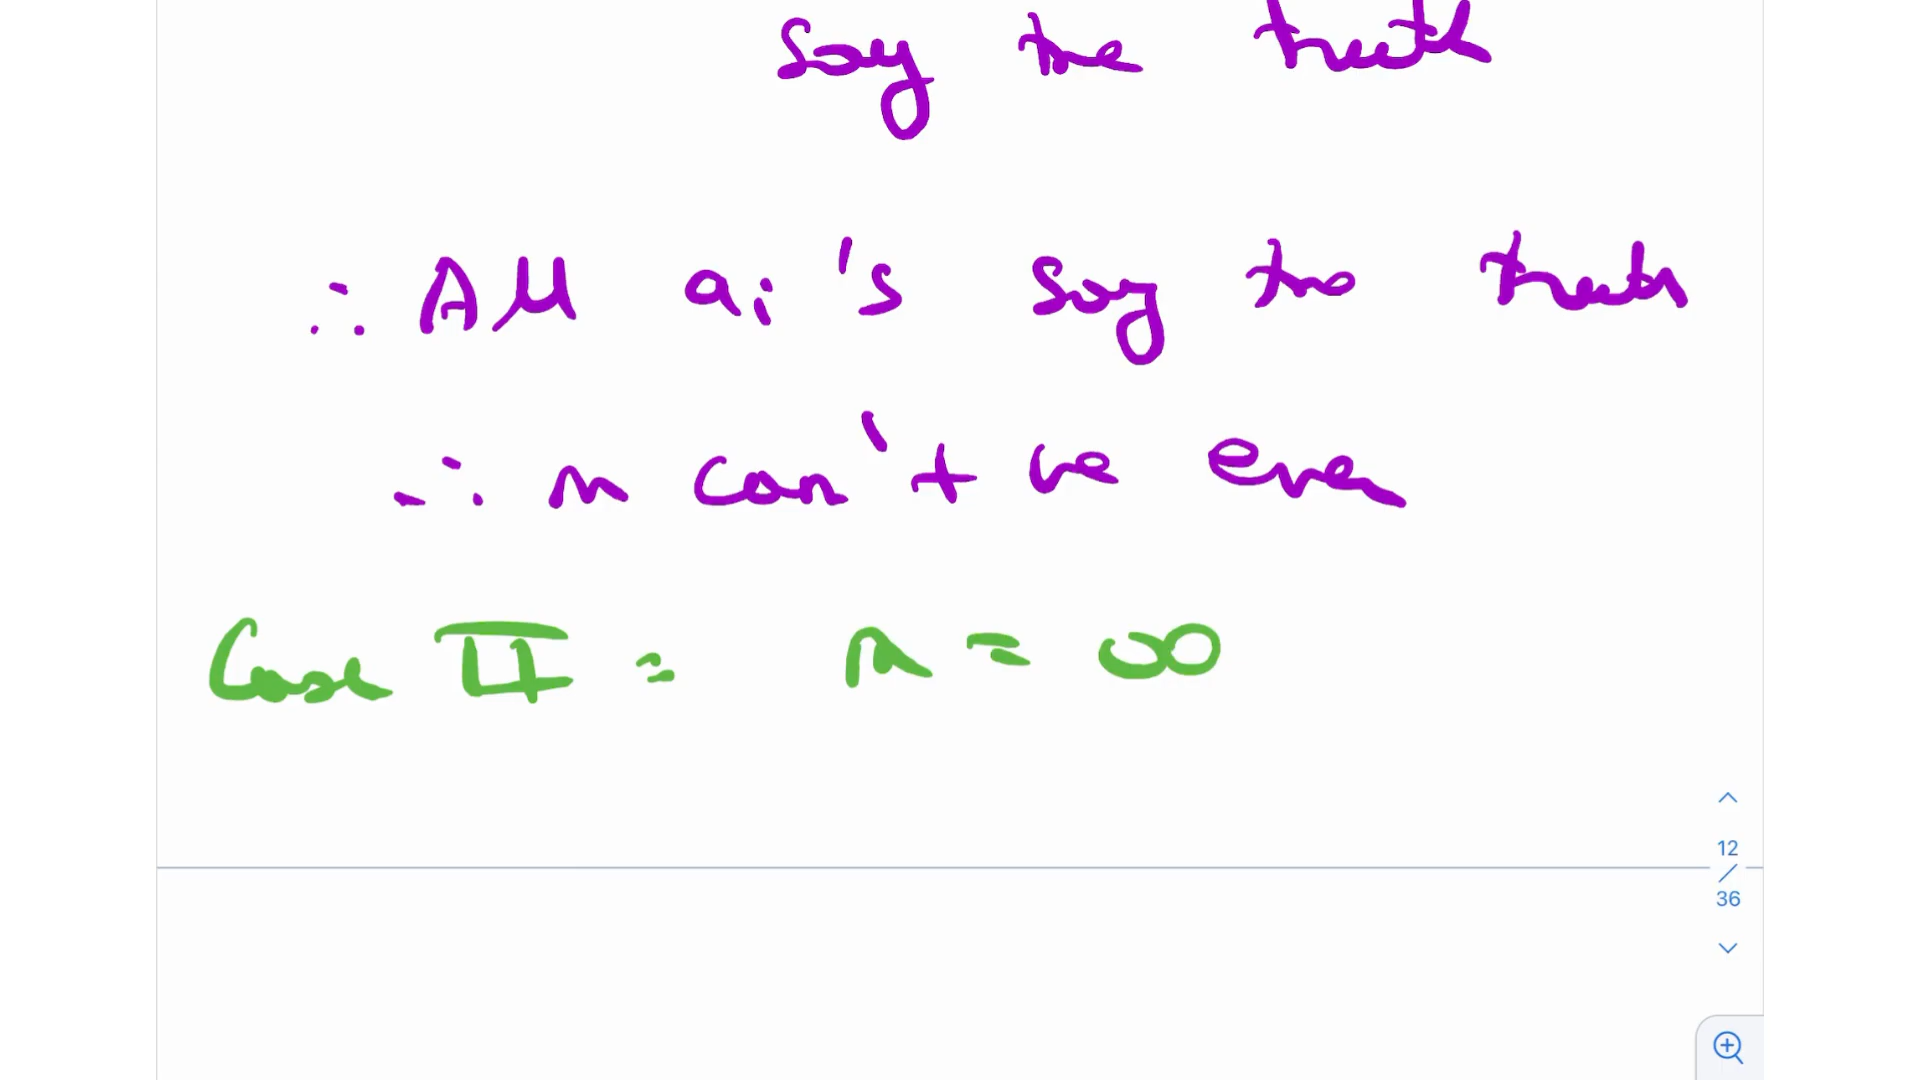 say the truth
∴ All ai's say the truth
∴ n can't be even
Case II = n = ∞
12
/
36